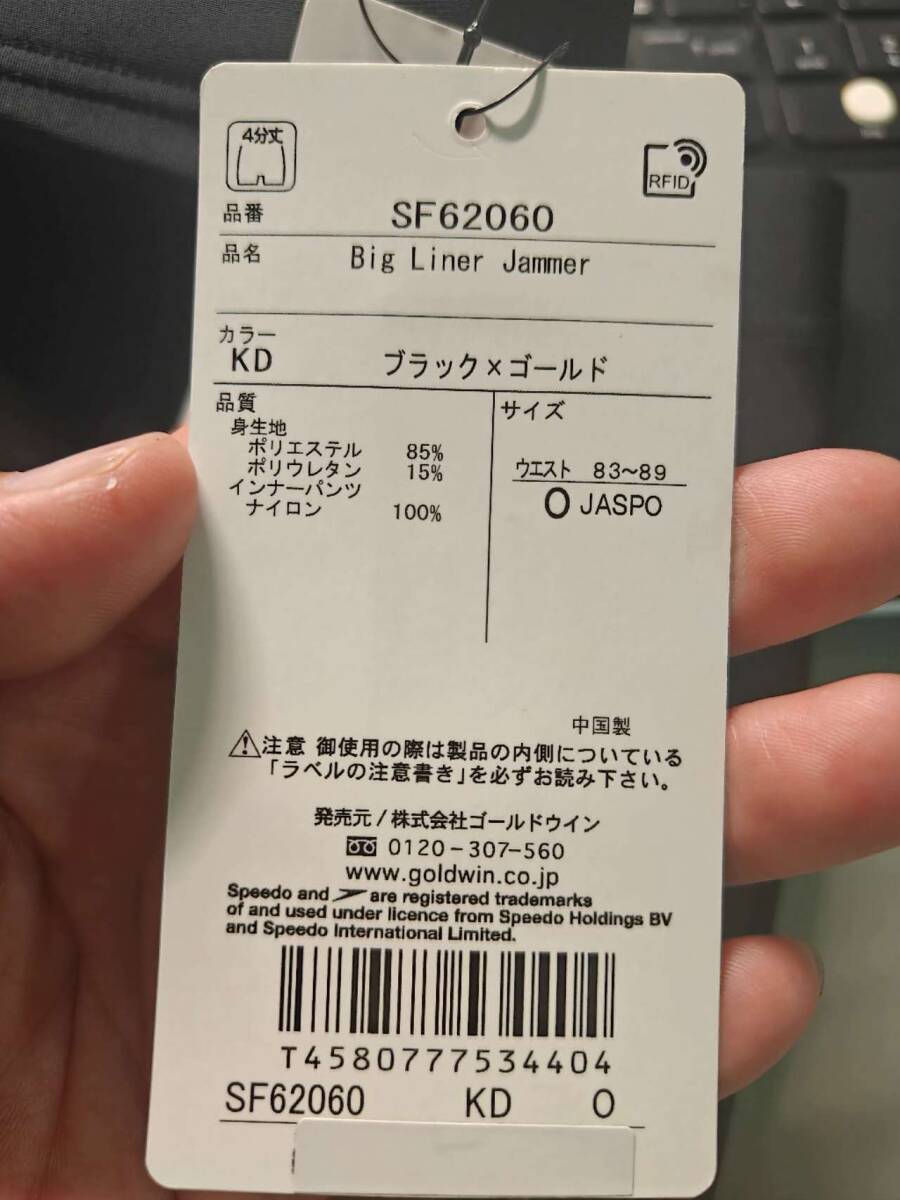 4分丈
RFID
品番 SF62060
品名 Big Liner Jammer
カラー
KD ブラック×ゴールド
品質
身生地
ポリエステル 85%
ポリウレタン 15%
インナーパンツ
ナイロン 100%
サイズ
ウエスト 83~89
O JASPO
中国製
⚠注意 御使用の際は製品の内側についている
「ラベルの注意書き」を必ずお読み下さい。
発売元/株式会社ゴールドウイン
0120-307-560
www.goldwin.co.jp
Speedo and are registered trademarks
of and used under licence from Speedo Holdings BV
and Speedo International Limited.
T4580777534404
SF62060 KD O